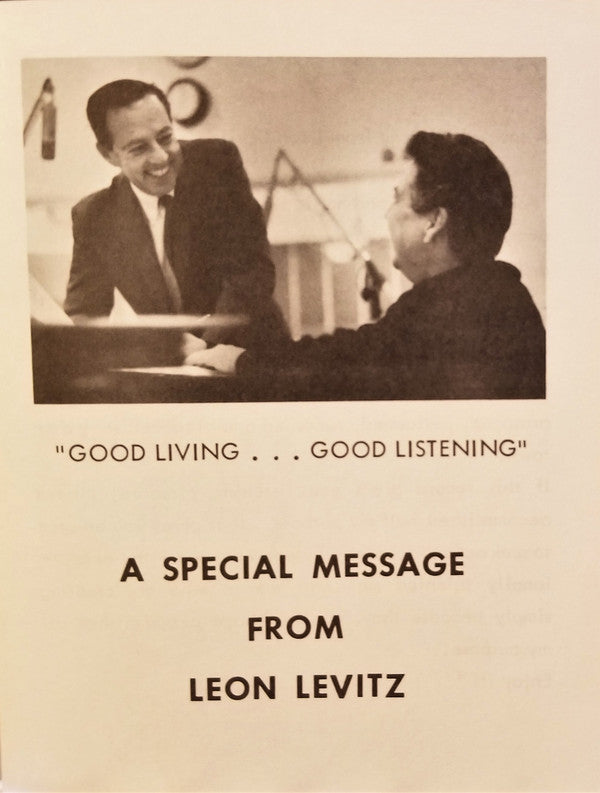 "GOOD LIVING . . . GOOD LISTENING"
A SPECIAL MESSAGE
FROM
LEON LEVITZ